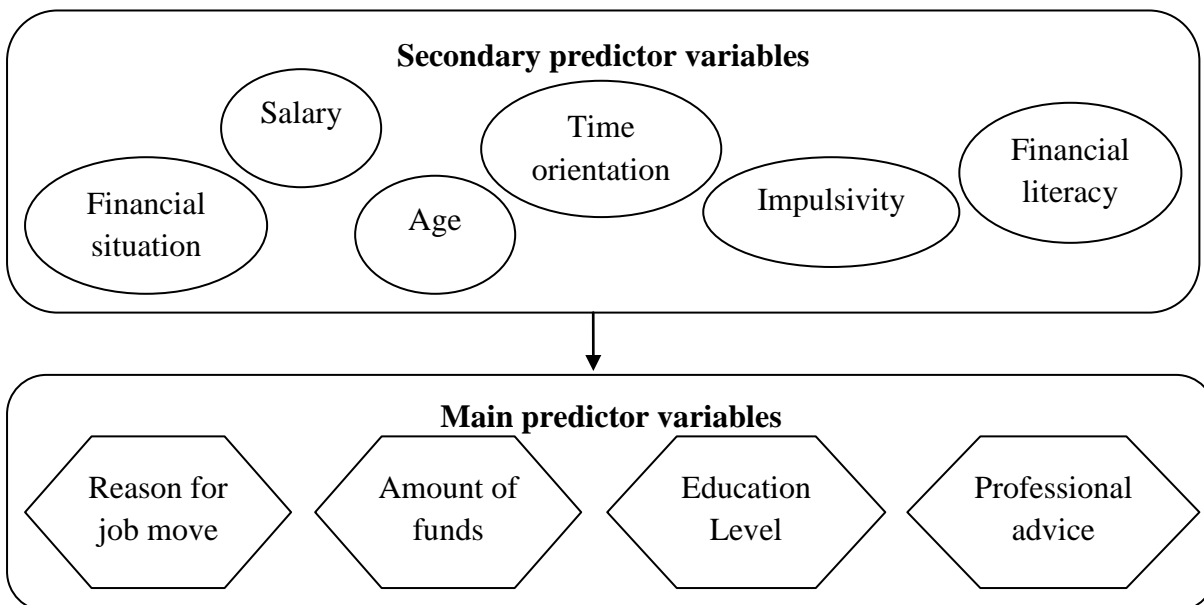 Secondary predictor variables
Salary
Time
orientation
Financial
literacy
Financial
situation
Age
Impulsivity
Main predictor variables
Reason for
job move
Amount of
funds
Education
Level
Professional
advice